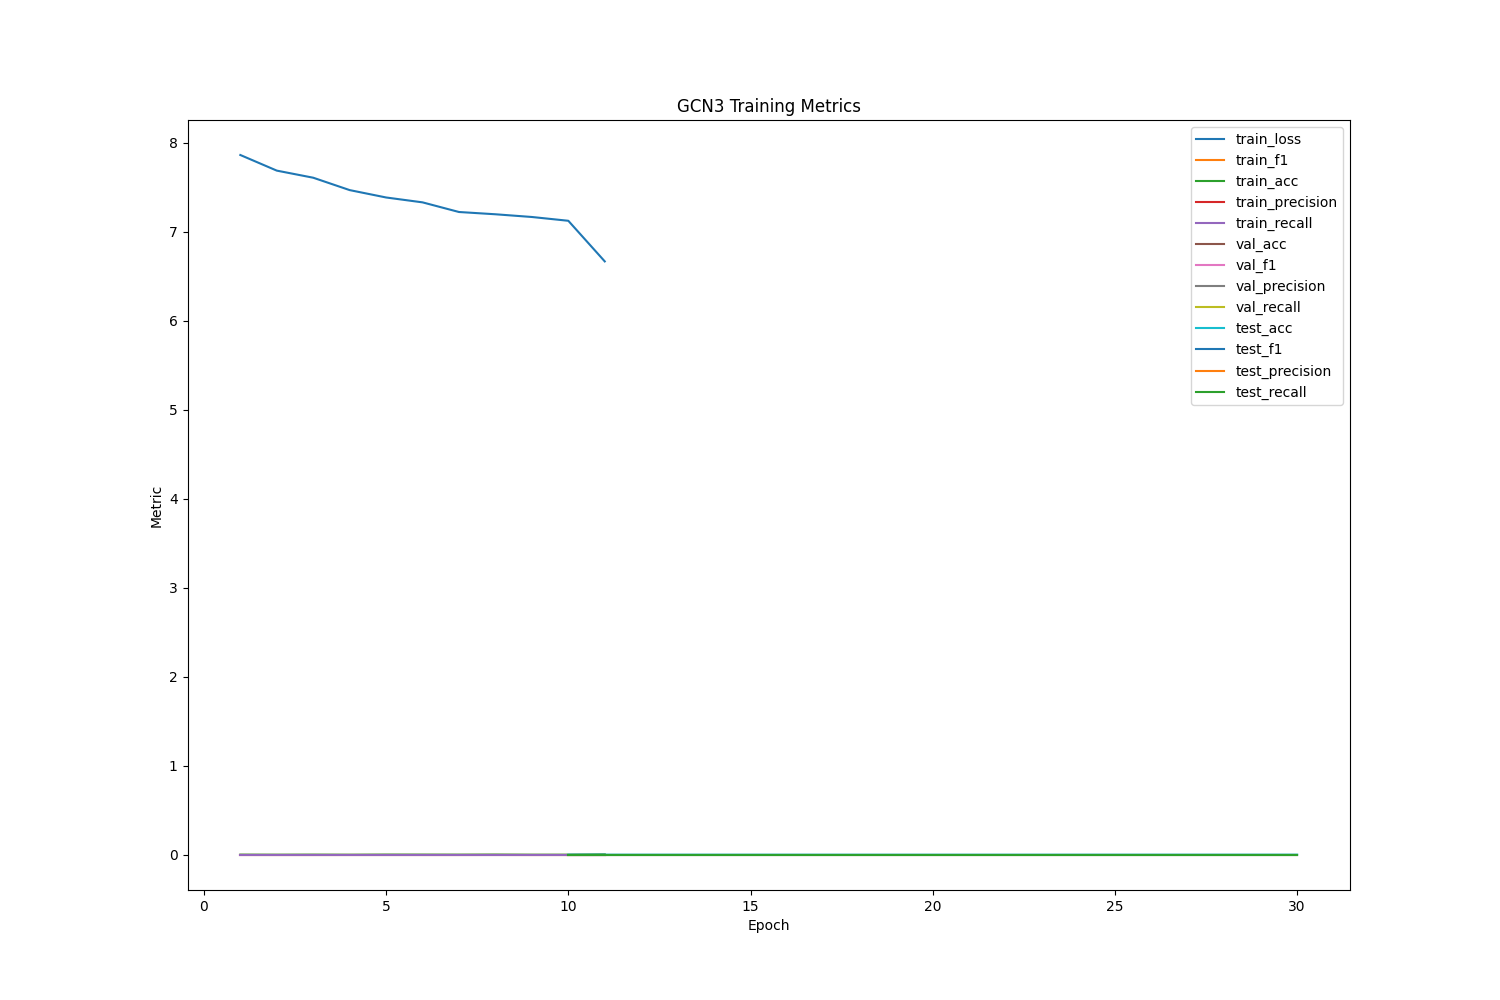 GCN3 Training Metrics
8
7
6
5
4
3
2
1
0
Metric
0 5 10 15 20 25 30
Epoch
train_loss
train_f1
train_acc
train_precision
train_recall
val_acc
val_f1
val_precision
val_recall
test_acc
test_f1
test_precision
test_recall